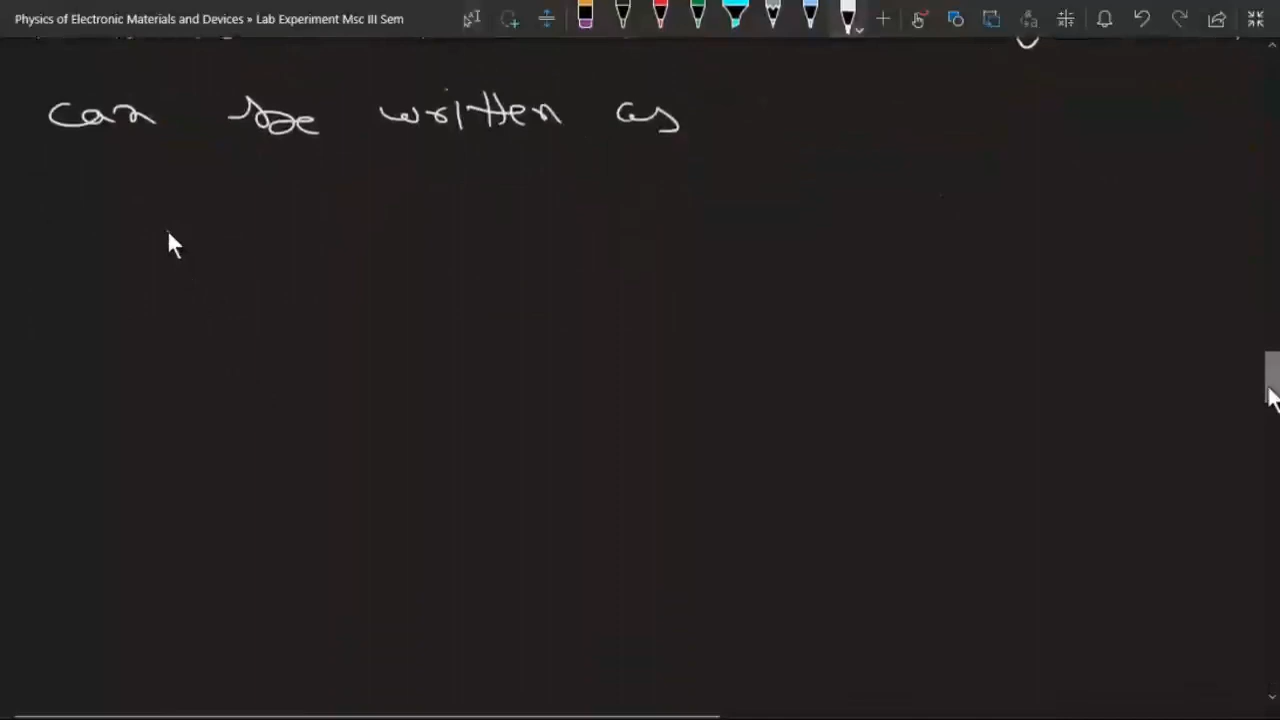 Physics of Electronic Materials and Devices » Lab Experiment Msc III Sem
can be written as